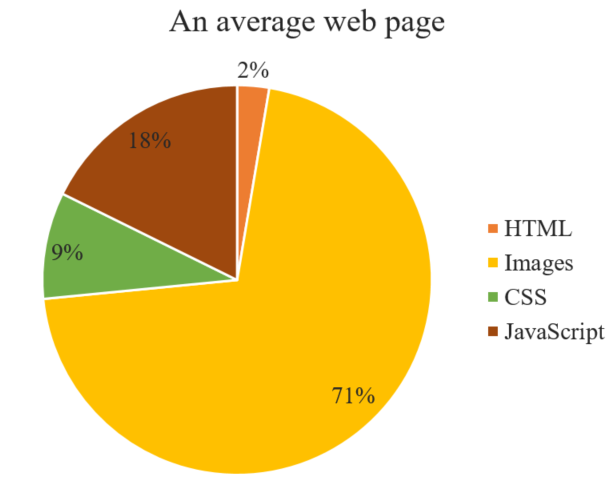 An average web page
2%
18%
9%
71%
HTML
Images
CSS
JavaScript